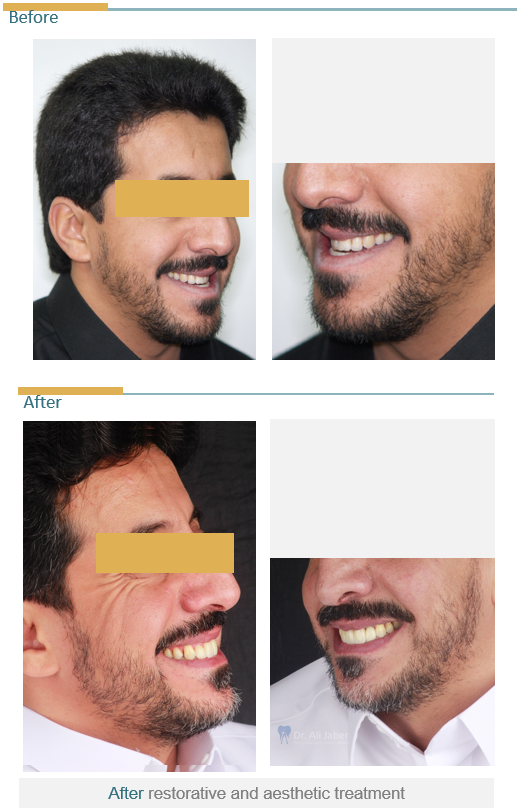 Before
After
Dr. Ali Jaber
After restorative and aesthetic treatment